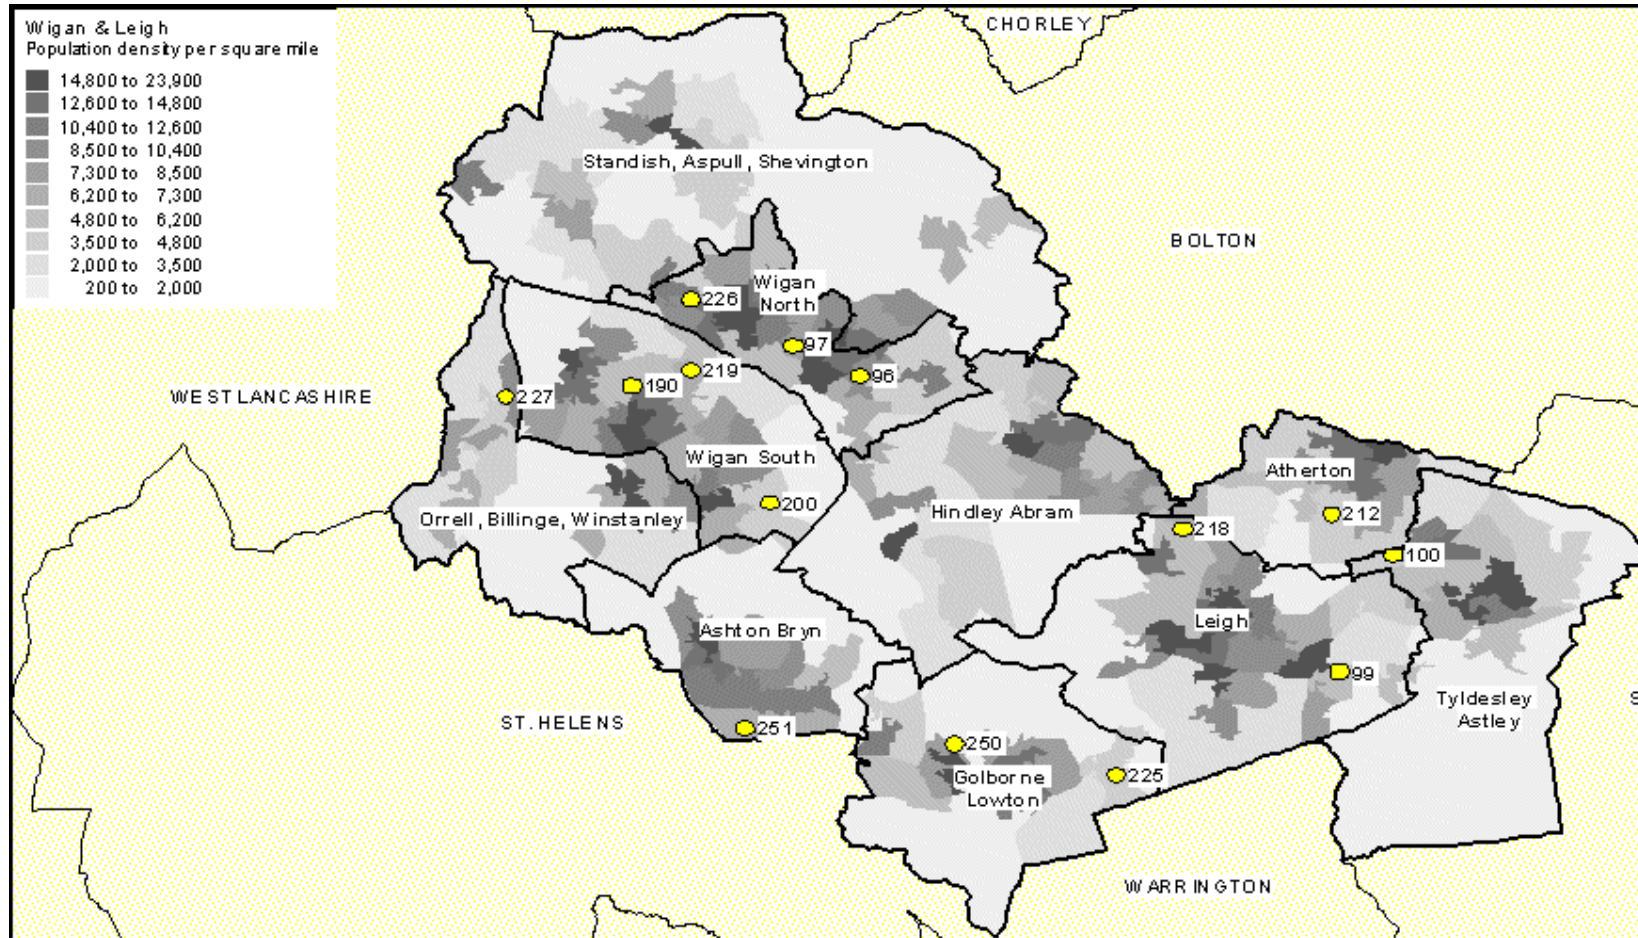 Wigan & Leigh
Population density per square mile
14,800 to 23,900
12,600 to 14,800
10,400 to 12,600
8,500 to 10,400
7,300 to 8,500
6,200 to 7,300
4,800 to 6,200
3,500 to 4,800
2,000 to 3,500
200 to 2,000
CHORLEY
Standish, Aspull, Shevington
BOLTON
Wigan
North
226
97
219
96
190
227
WEST LANCASHIRE
Wigan South
Atherton
200
212
Orrell, Billinge, Winstanley
Hindley Abram
218
100
Ashton Bryn
Leigh
99
Tyldesley
Astley
S
ST.HELENS
251
250
225
Golborne
Lowton
WARRINGTON